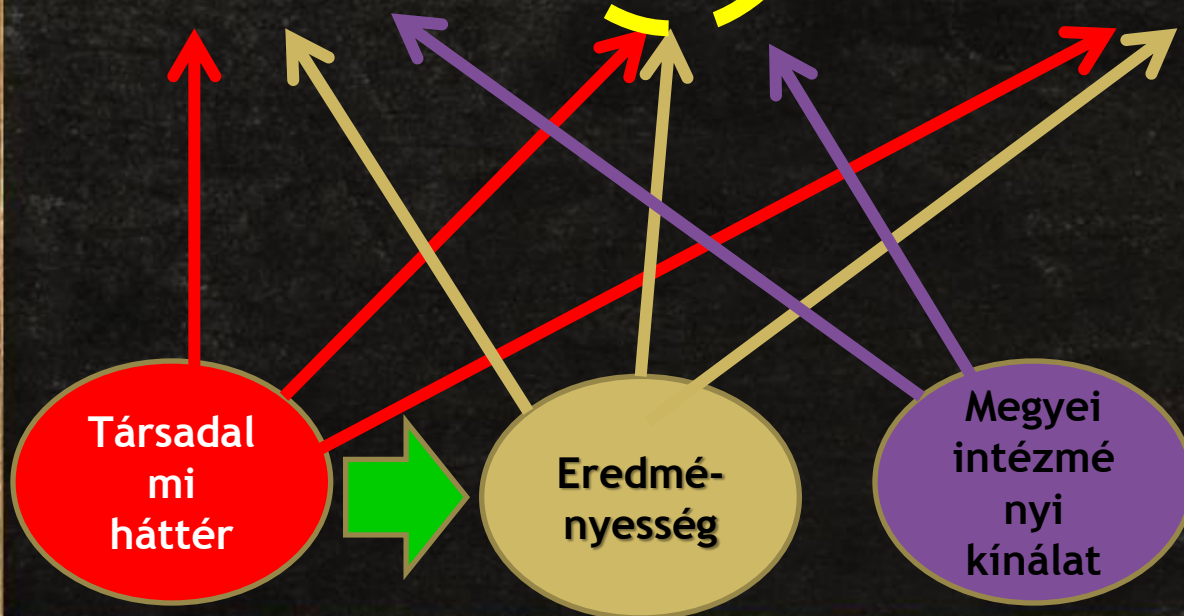 Társadal
mi
háttér
Eredmé-
nyesség
Megyei
intézmé
nyi
kínálat